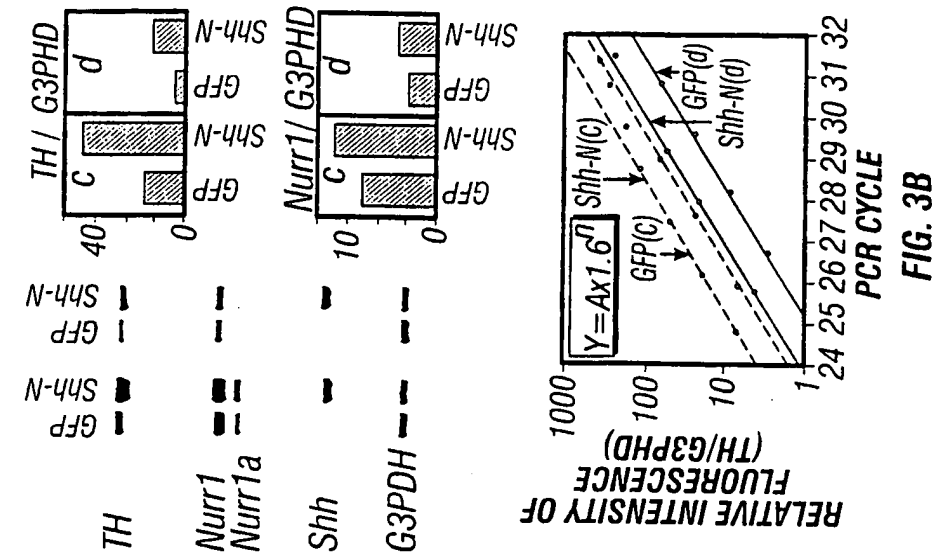 GFP Shh-N GFP Shh-N
TH
Nurr1
Nurr1a
Shh
G3PDH
TH / G3PHD
40
0
c
d
GFP Shh-N GFP Shh-N
Nurr1/ G3PHD
10
0
c
d
GFP Shh-N GFP Shh-N
RELATIVE INTENSITY OF
FLUORESCENCE
(TH/G3PHD)
1000
100
10
1
Y=Ax1.6^n
Shh-N(C)
GFP(C)
GFP(d)
Shh-N(d)
24 25 26 27 28 29 30 31 32
PCR CYCLE
FIG. 3B